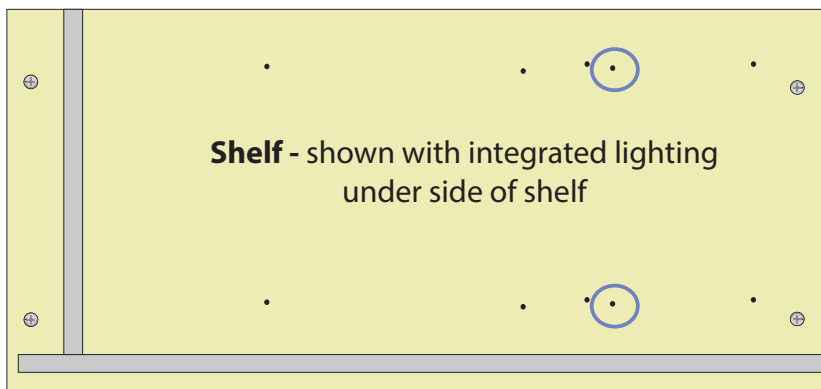 Shelf - shown with integrated lighting
under side of shelf